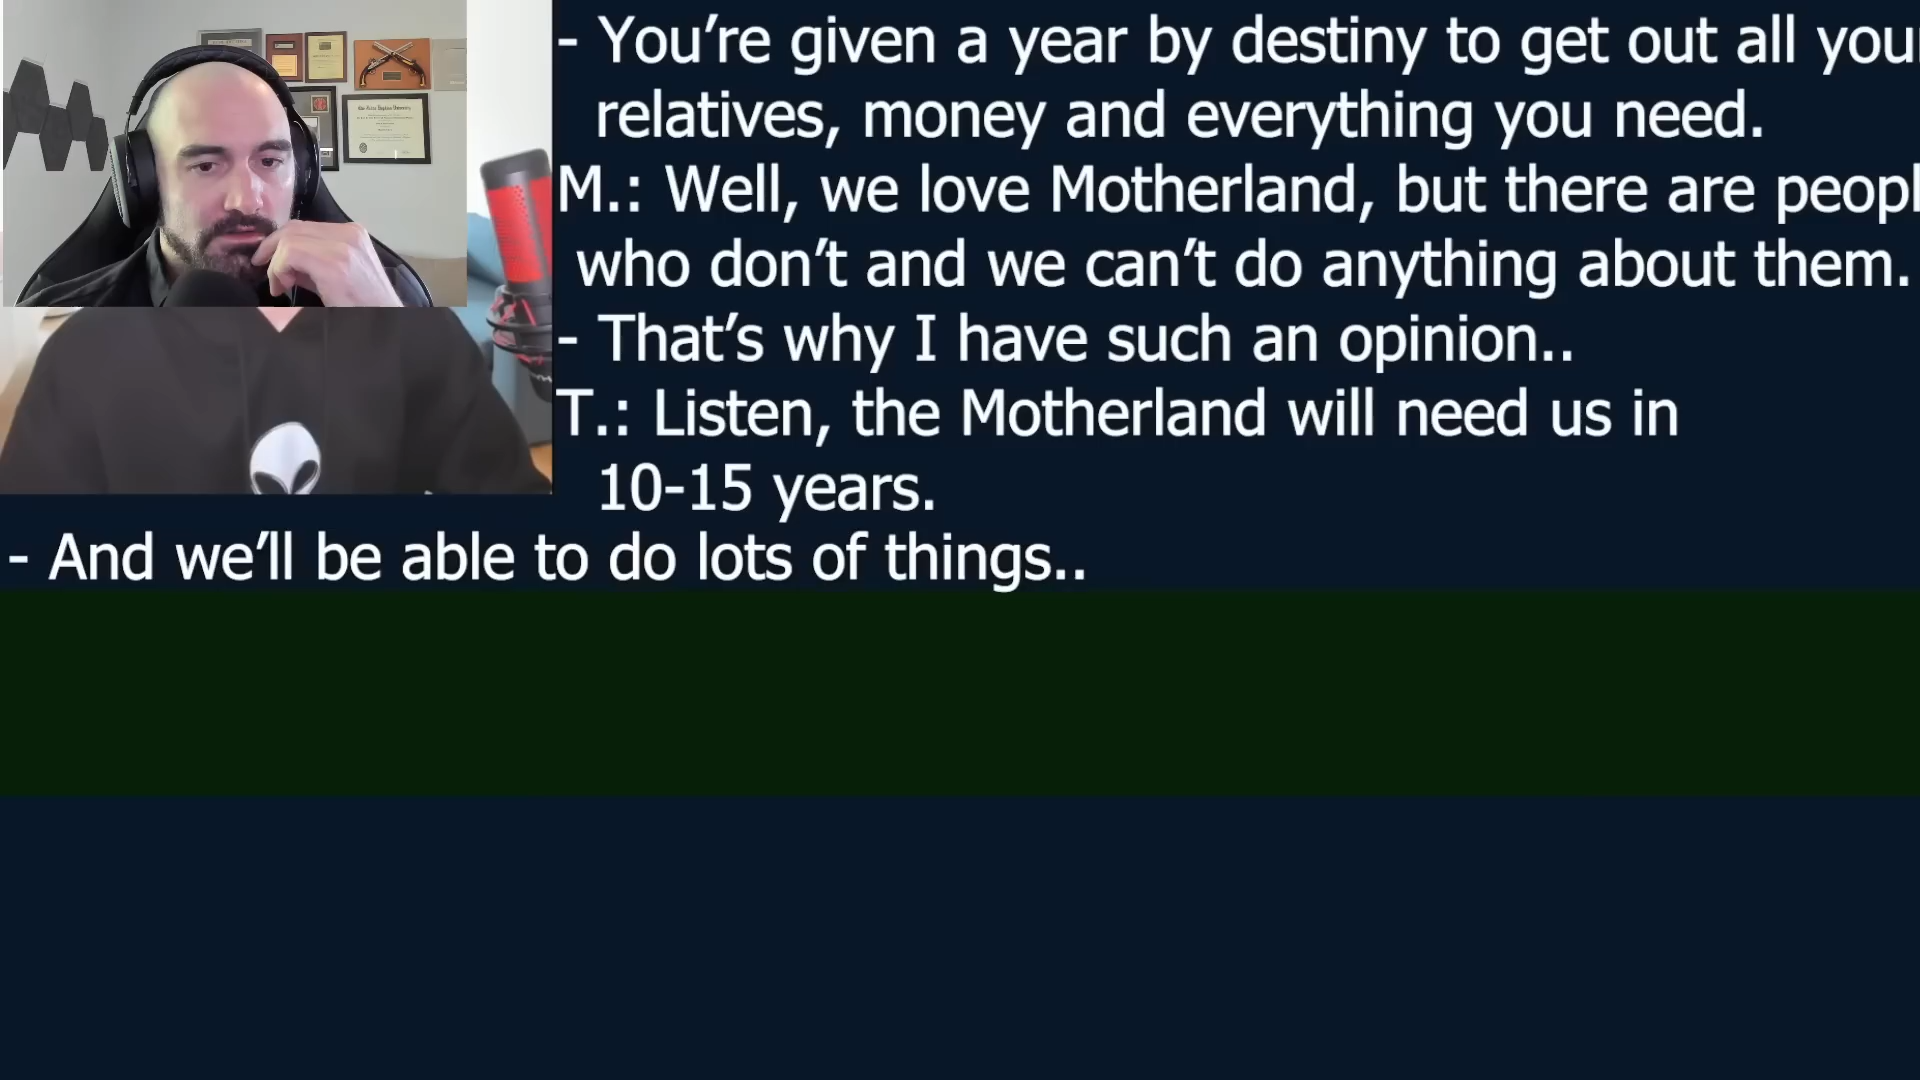 - You’re given a year by destiny to get out all your
relatives, money and everything you need.
M.: Well, we love Motherland, but there are peopl
who don’t and we can’t do anything about them.
- That’s why I have such an opinion..
T.: Listen, the Motherland will need us in
10-15 years.
- And we’ll be able to do lots of things..